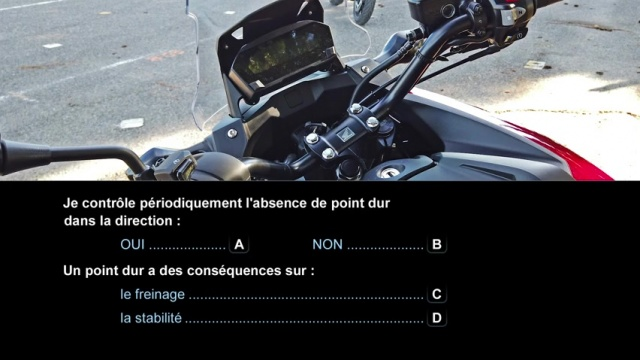 Je contrôle périodiquement l'absence de point dur
dans la direction :
OUI ..................... A NON ..................... B
Un point dur a des conséquences sur :
le freinage ............................................................. C
la stabilité .............................................................. D